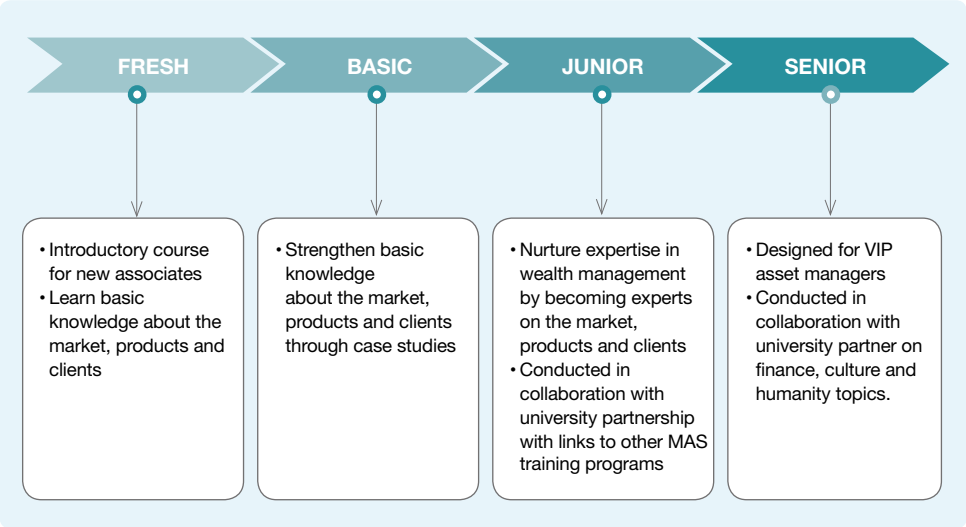 FRESH
BASIC
JUNIOR
SENIOR
• Introductory course
for new associates
• Learn basic
knowledge about the
market, products and
clients
• Strengthen basic
knowledge
about the market,
products and clients
through case studies
• Nurture expertise in
wealth management
by becoming experts
on the market,
products and clients
• Conducted in
collaboration with
university partnership
with links to other MAS
training programs
• Designed for VIP
asset managers
• Conducted in
collaboration with
university partner on
finance, culture and
humanity topics.